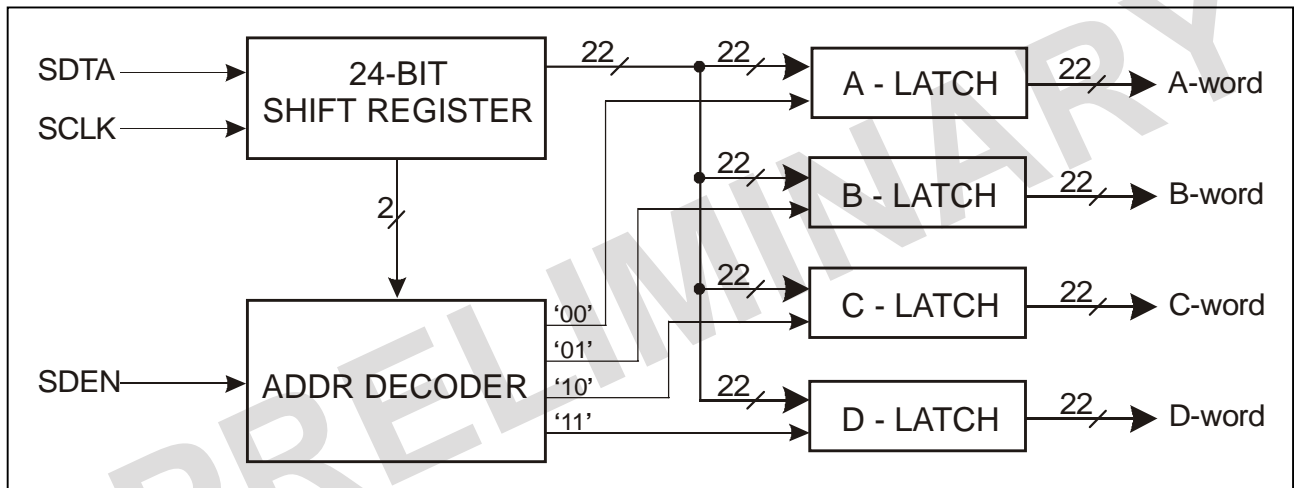 SDTA
SCLK
24-BIT
SHIFT REGISTER
22
22
A - LATCH
22
A-word
22
B - LATCH
22
B-word
2
22
C - LATCH
22
C-word
SDEN
ADDR DECODER
‘00’
‘01’
‘10’
‘11’
22
D - LATCH
22
D-word
PRELIMINARY